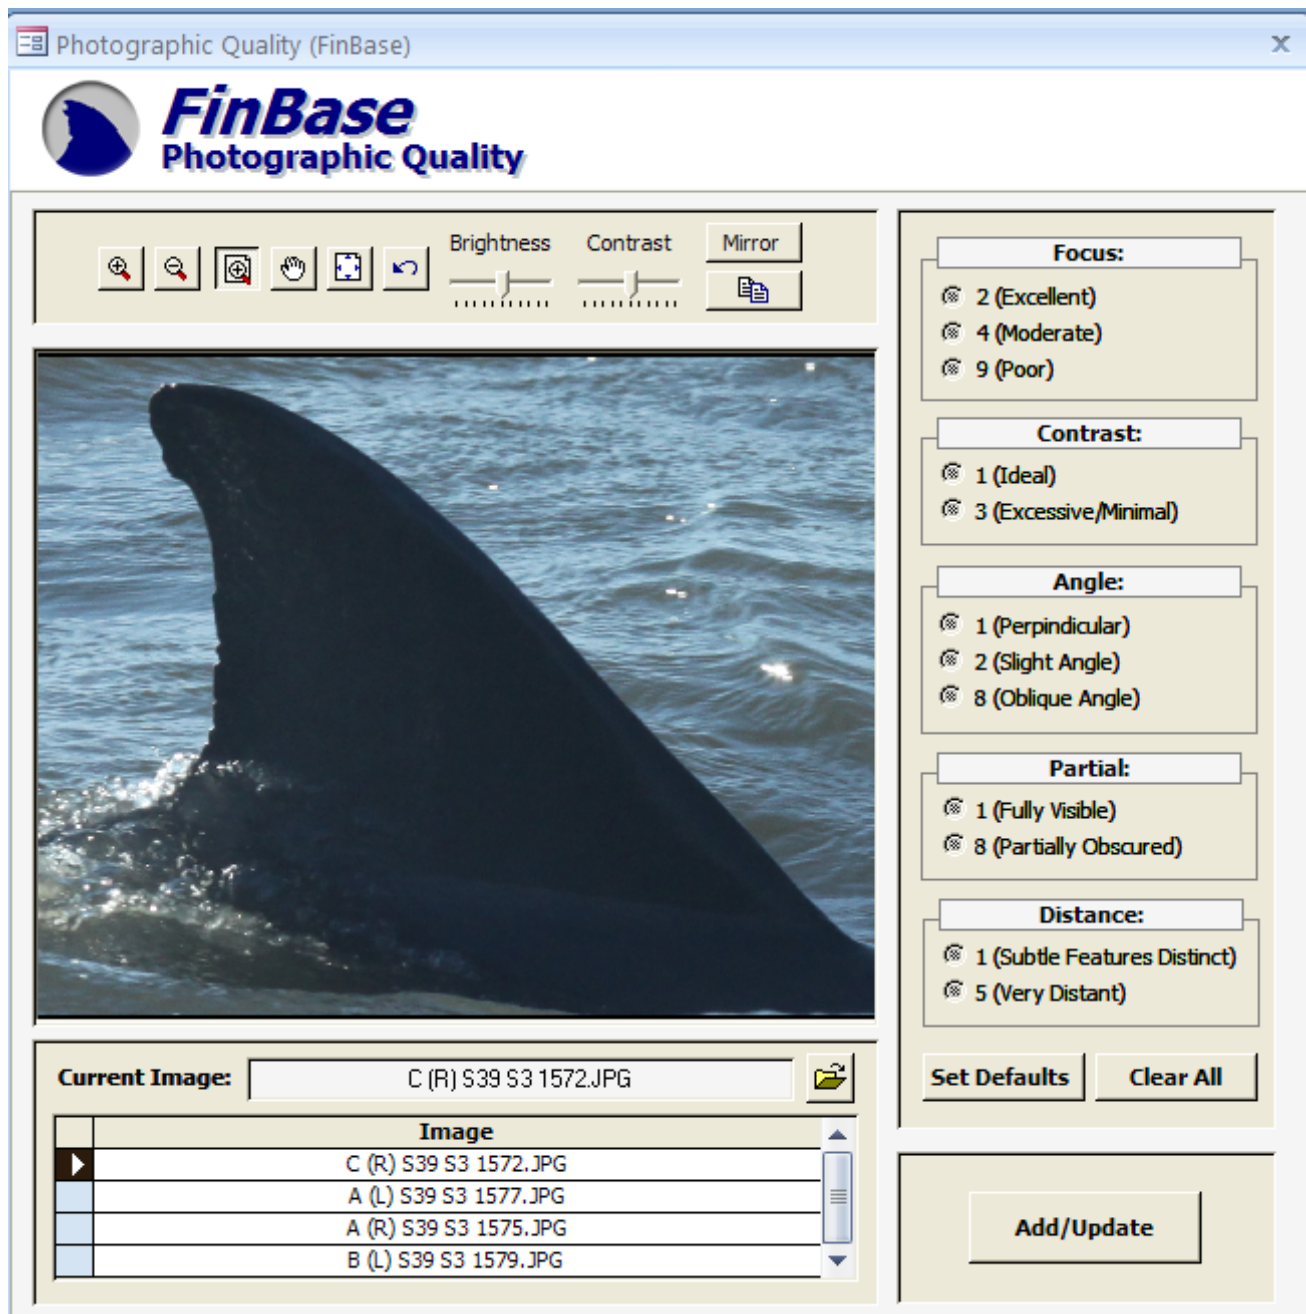 Photographic Quality (FinBase)
x
FinBase
Photographic Quality
Brightness
Contrast
Mirror
Focus:
2 (Excellent)
4 (Moderate)
9 (Poor)
Contrast:
1 (Ideal)
3 (Excessive/Minimal)
Angle:
1 (Perpindicular)
2 (Slight Angle)
8 (Oblique Angle)
Partial:
1 (Fully Visible)
8 (Partially Obscured)
Distance:
1 (Subtle Features Distinct)
5 (Very Distant)
Set Defaults
Clear All
Current Image:
C (R) S39 S3 1572.JPG
Image
C (R) S39 S3 1572.JPG
A (L) S39 S3 1577.JPG
A (R) S39 S3 1575.JPG
B (L) S39 S3 1579.JPG
Add/Update